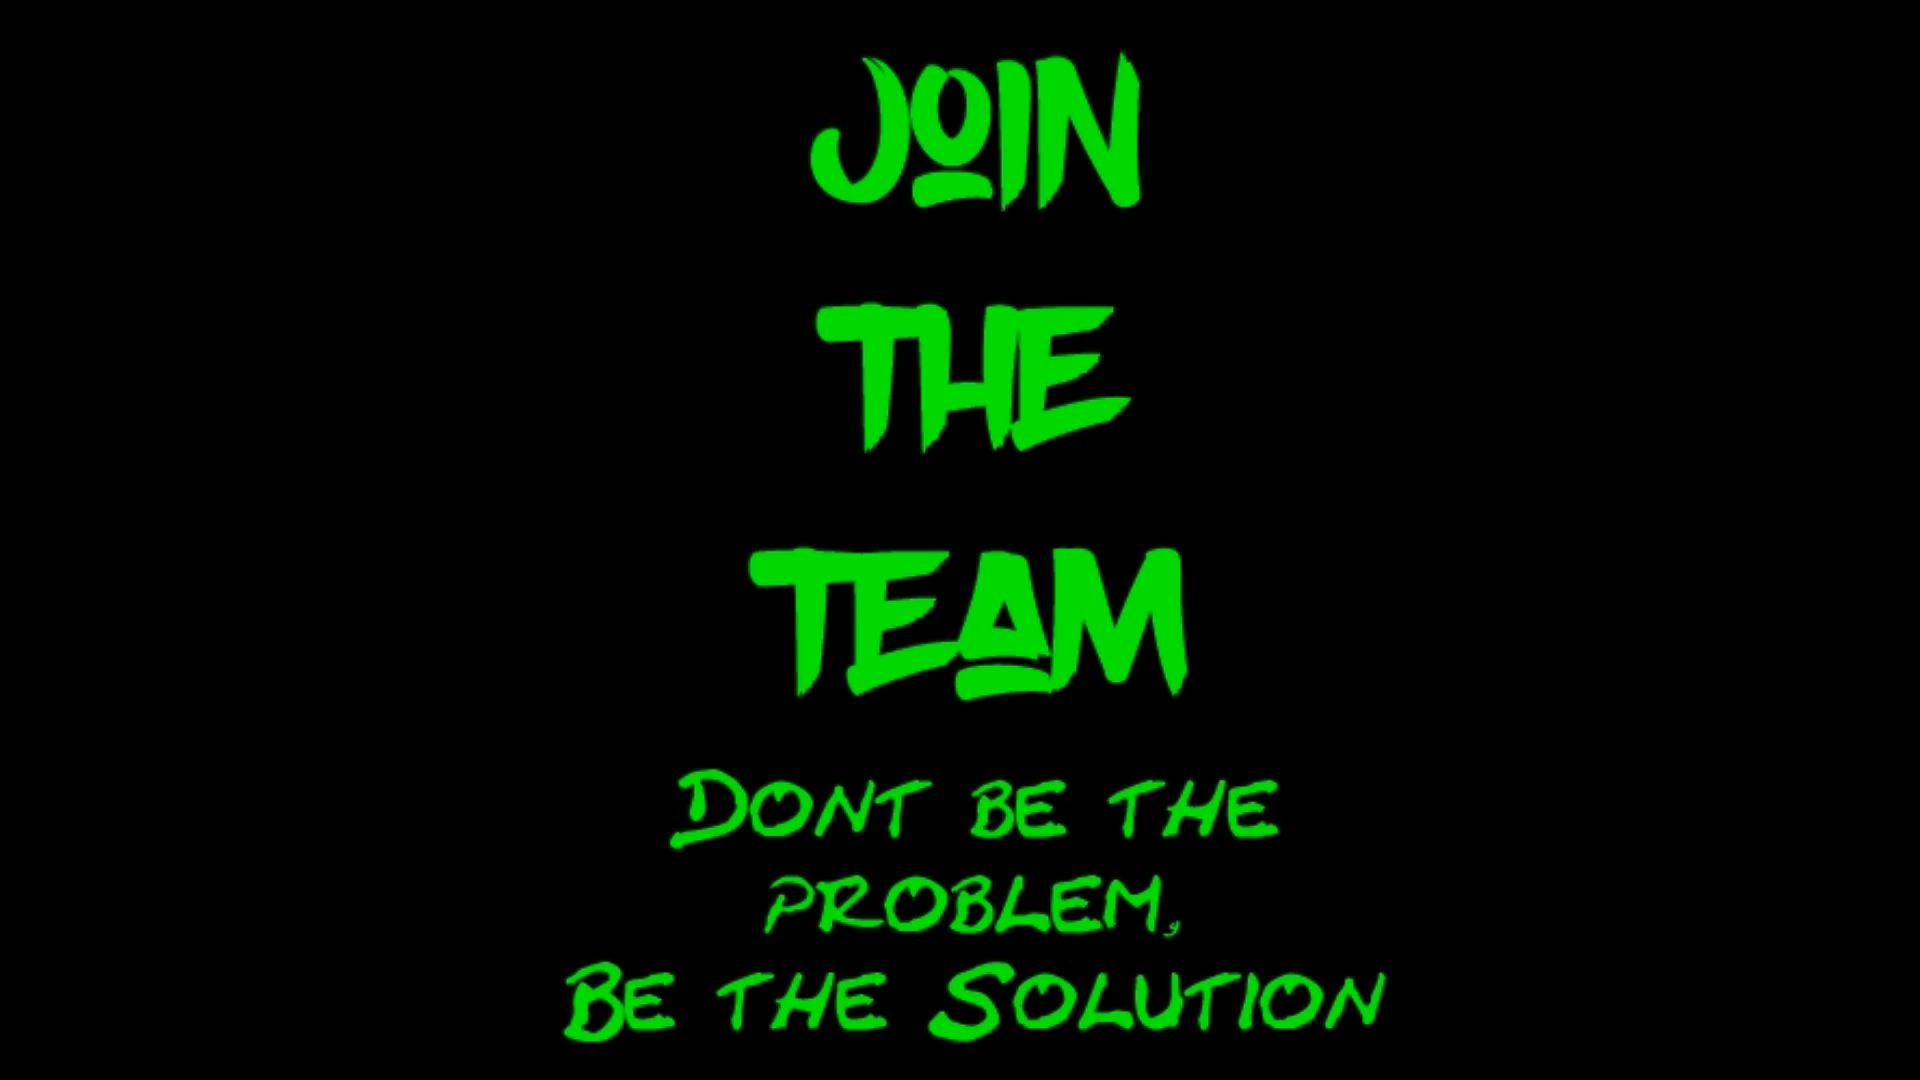 JOIN
THE
TEAM
DONT BE THE
PROBLEM,
BE THE SOLUTION